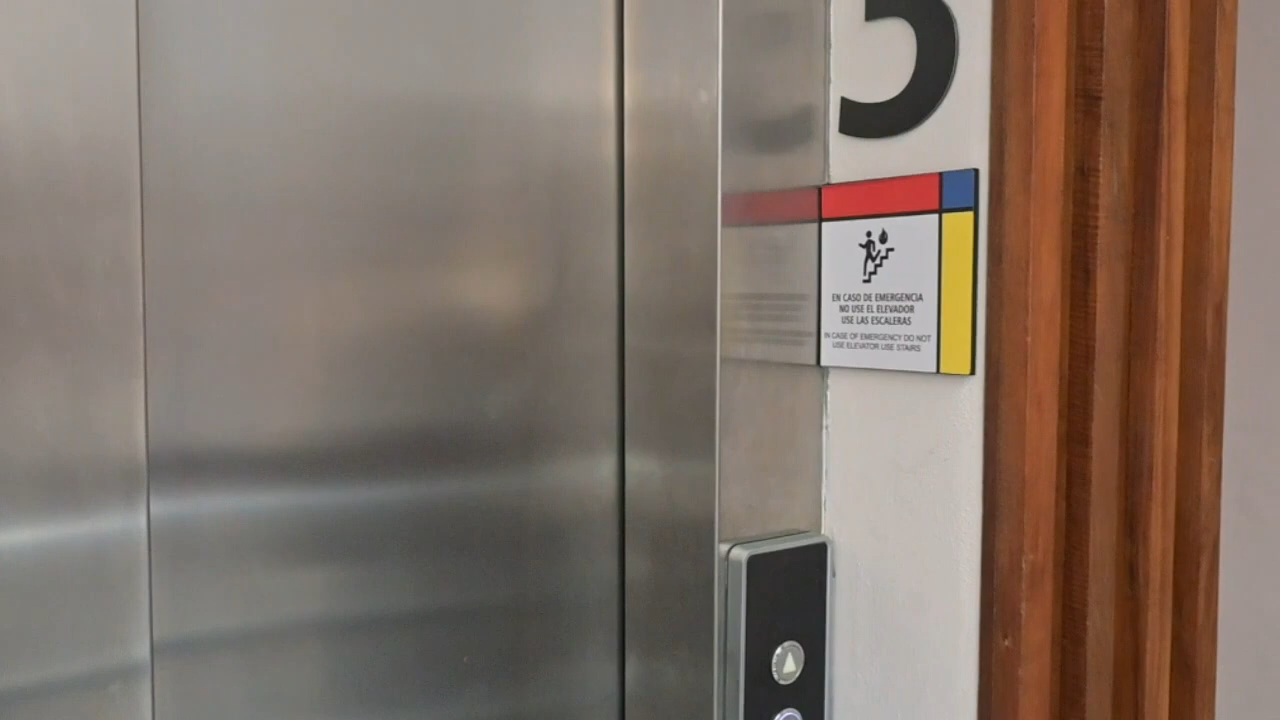 EN CASO DE EMERGENCIA
NO USE EL ELEVADOR
USE LAS ESCALERAS
IN CASE OF EMERGENCY DO NOT
USE ELEVATOR USE STAIRS